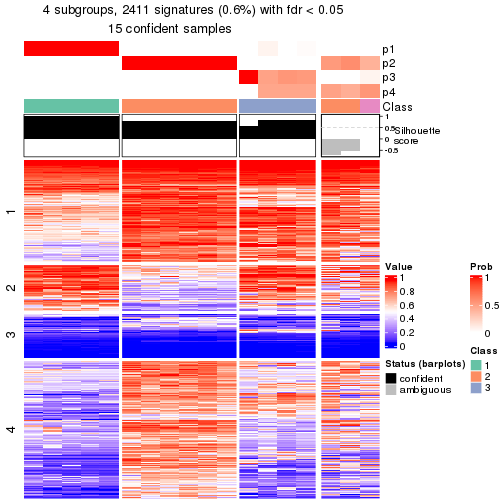 4 subgroups, 2411 signatures (0.6%) with fdr < 0.05
15 confident samples
p1
p2
p3
p4
Class
1
0.5
0
-0.5
Silhouette
score
1
2
3
4
Value
1
0.8
0.6
0.4
0.2
Prob
1
0.5
0
Status (barplots)
confident
ambiguous
Class
1
2
3